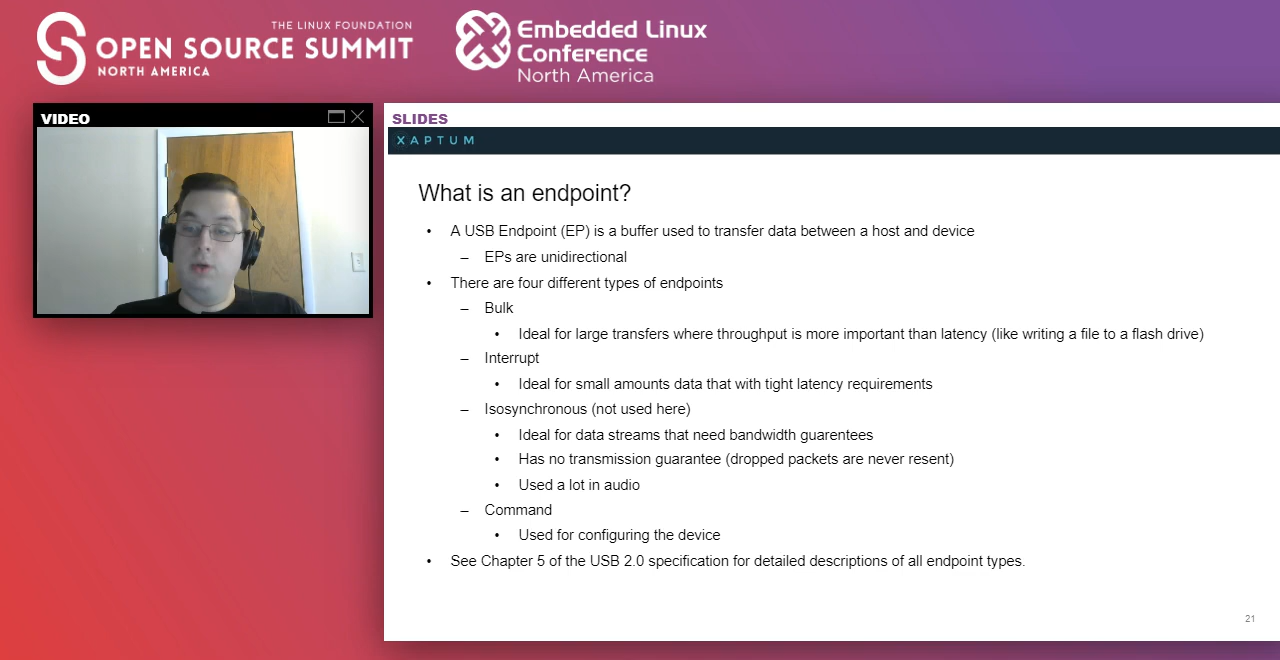 THE LINUX FOUNDATION
OPEN SOURCE SUMMIT
NORTH AMERICA
Embedded Linux
Conference
North America
VIDEO
SLIDES
XAPTUM
What is an endpoint?
• A USB Endpoint (EP) is a buffer used to transfer data between a host and device
– EPs are unidirectional
• There are four different types of endpoints
– Bulk
• Ideal for large transfers where throughput is more important than latency (like writing a file to a flash drive)
– Interrupt
• Ideal for small amounts data that with tight latency requirements
– Isosynchronous (not used here)
• Ideal for data streams that need bandwidth guarentees
• Has no transmission guarantee (dropped packets are never resent)
• Used a lot in audio
– Command
• Used for configuring the device
• See Chapter 5 of the USB 2.0 specification for detailed descriptions of all endpoint types.
21